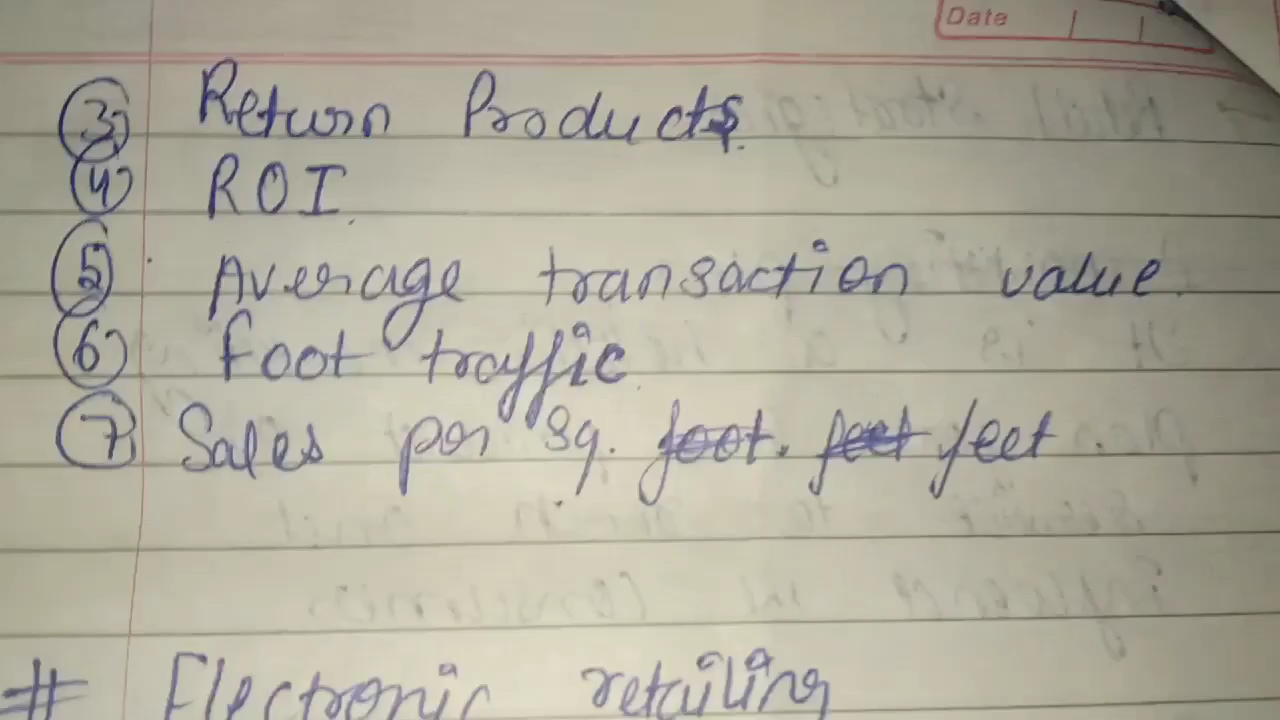 Date
③ Return Products.
④ ROI.
⑤ Average transaction value.
⑥ Foot traffic.
⑦ Sales per sq. foot. feet feet.
# Electronic retailing